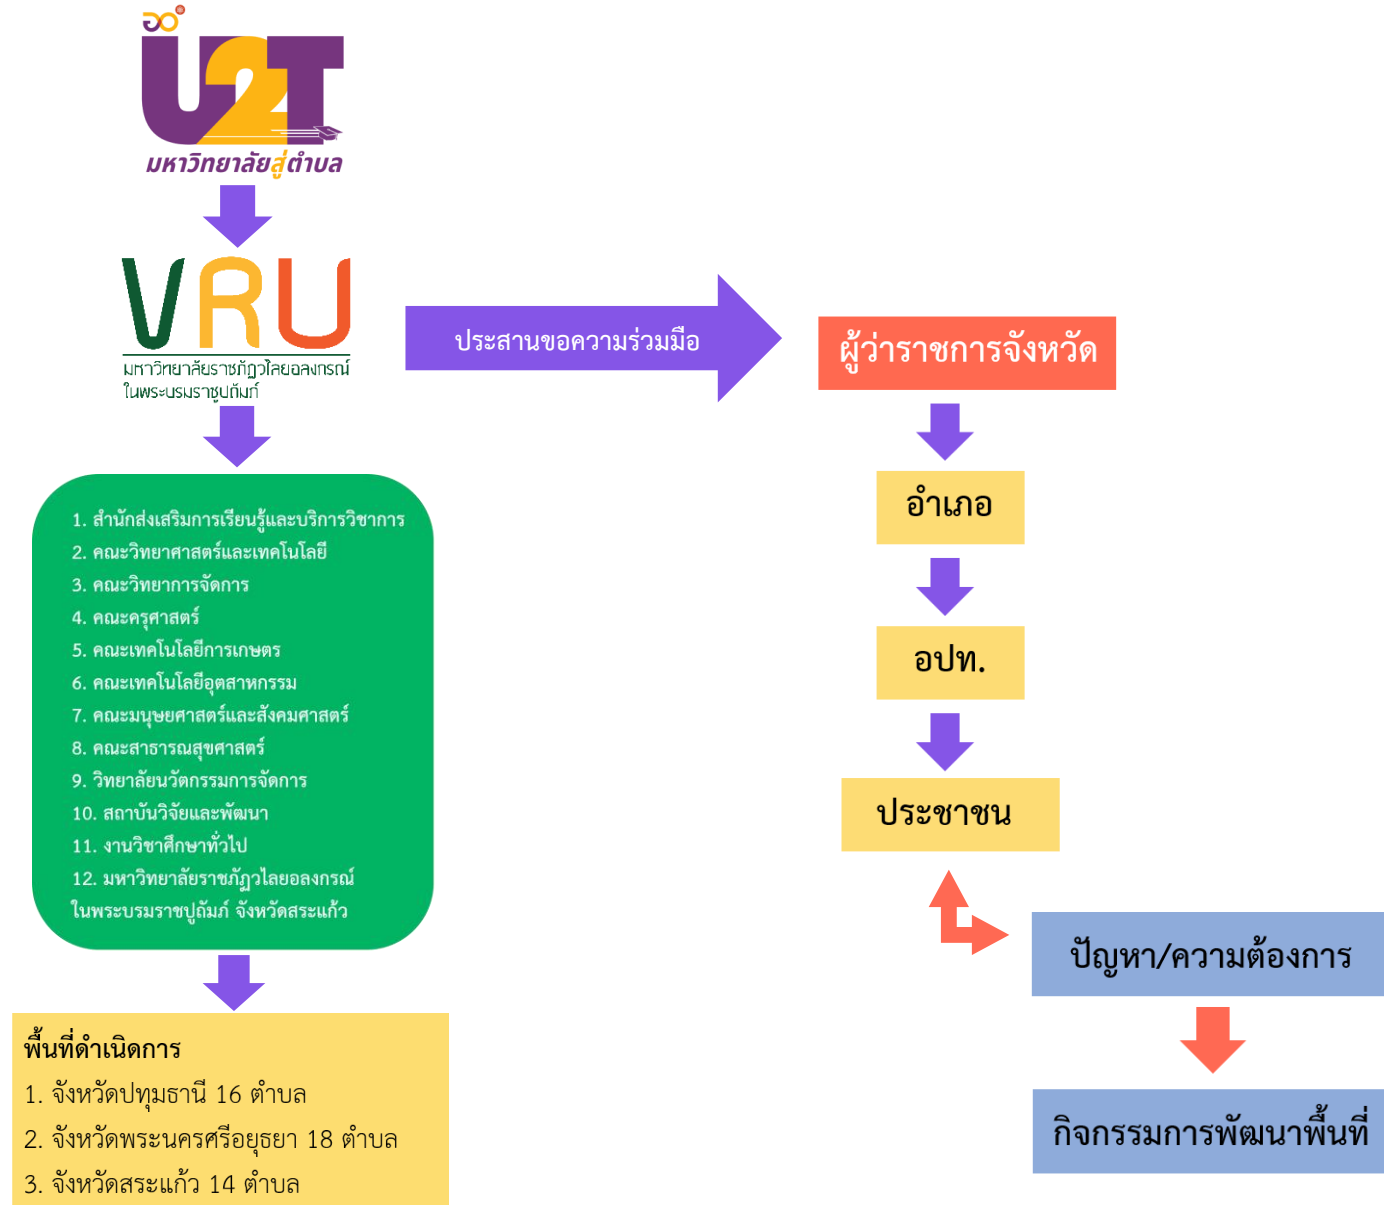 อว
U2T
มหาวิทยาลัยสู่ตำบล
VRU
มหาวิทยาลัยราชภัฏวไลยอลงกรณ์
ในพระบรมราชูปถัมภ์
ประสานขอความร่วมมือ
ผู้ว่าราชการจังหวัด
อำเภอ
อปท.
ประชาชน
ปัญหา/ความต้องการ
กิจกรรมการพัฒนาพื้นที่
1. สำนักส่งเสริมการเรียนรู้และบริการวิชาการ
2. คณะวิทยาศาสตร์และเทคโนโลยี
3. คณะวิทยาการจัดการ
4. คณะครุศาสตร์
5. คณะเทคโนโลยีการเกษตร
6. คณะเทคโนโลยีอุตสาหกรรม
7. คณะมนุษยศาสตร์และสังคมศาสตร์
8. คณะสาธารณสุขศาสตร์
9. วิทยาลัยนวัตกรรมการจัดการ
10. สถาบันวิจัยและพัฒนา
11. งานวิชาศึกษาทั่วไป
12. มหาวิทยาลัยราชภัฏวไลยอลงกรณ์
ในพระบรมราชปูถัมภ์ จังหวัดสระแก้ว
พื้นที่ดำเนิดการ
1. จังหวัดปทุมธานี 16 ตำบล
2. จังหวัดพระนครศรีอยุธยา 18 ตำบล
3. จังหวัดสระแก้ว 14 ตำบล